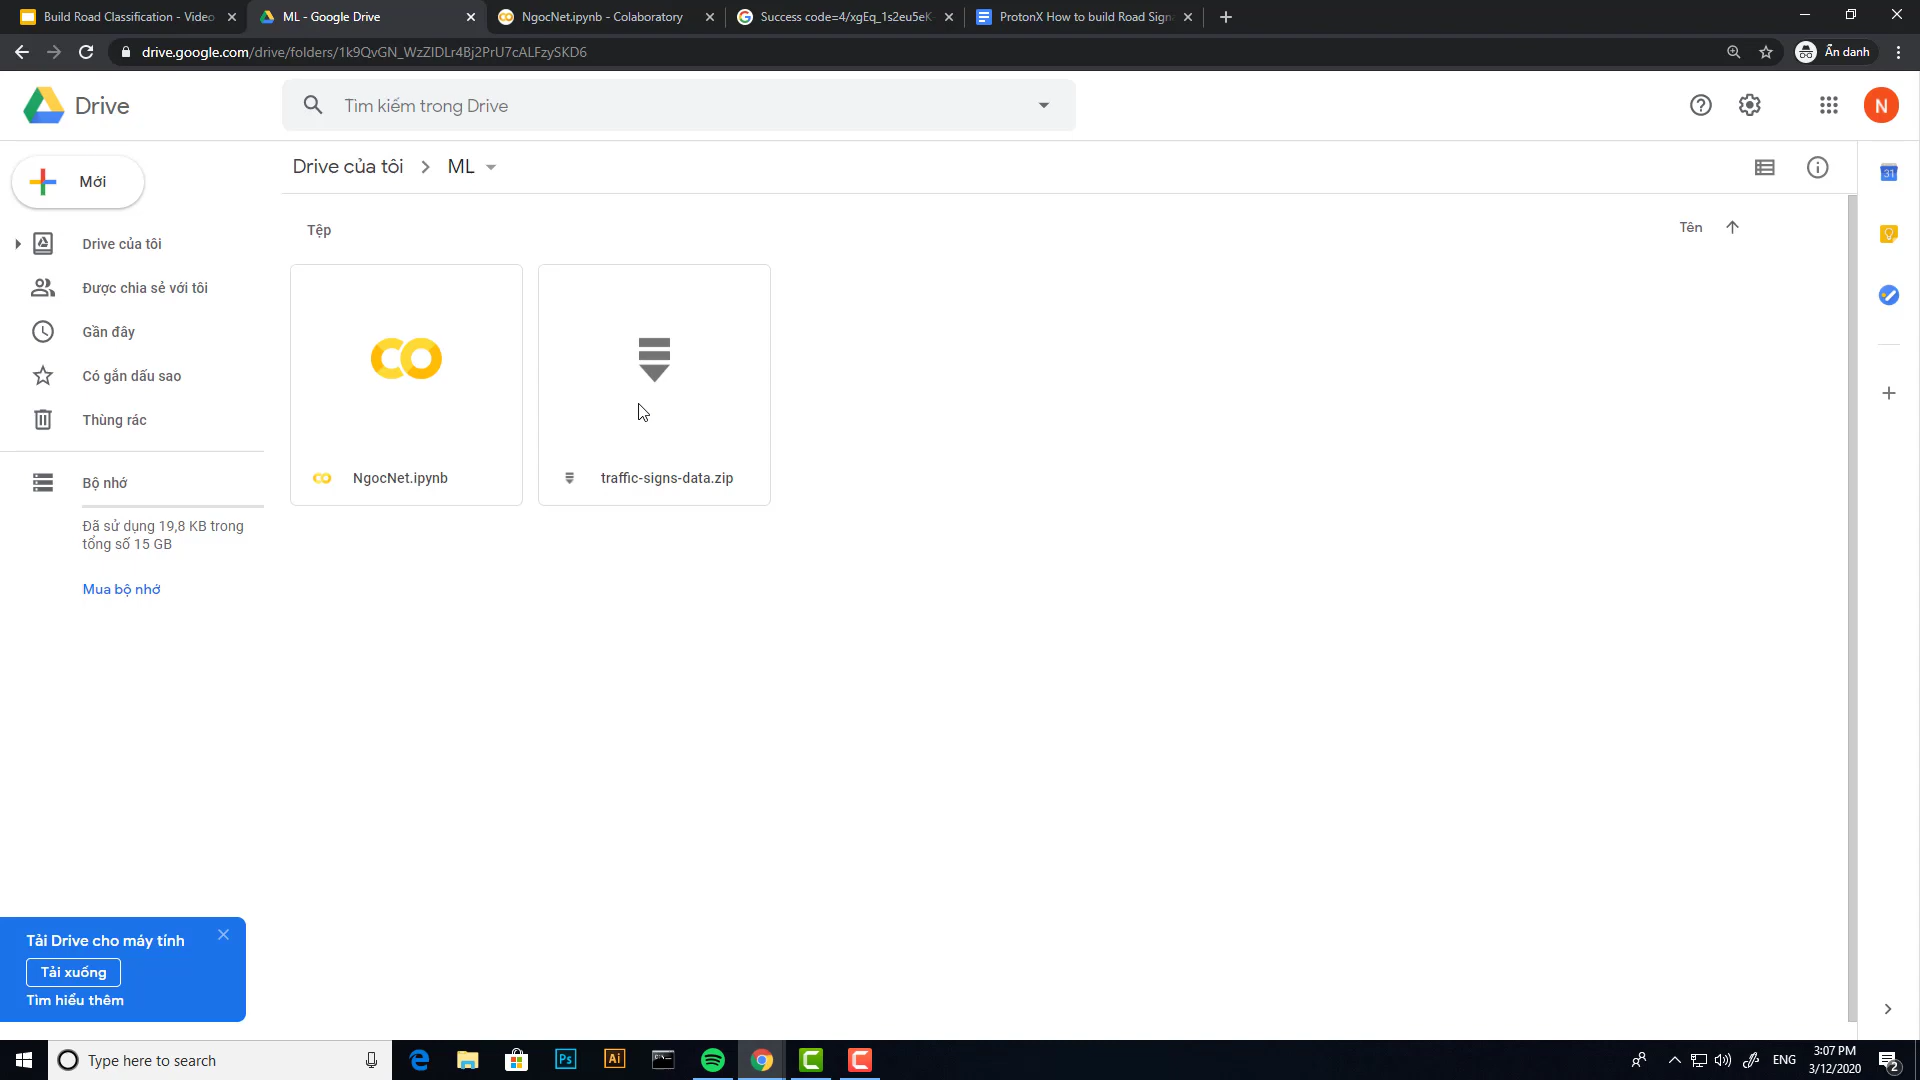 Build Road Classification - Video
ML - Google Drive
NgocNet.ipynb - Colaboratory
Success code=4/xgEq_1s2eu5eK
ProtonX How to build Road Sign
drive.google.com/drive/folders/1k9QvGN_WzZIDLr4Bj2PrU7cALFzySKD6
Ẩn danh
Drive
Tìm kiếm trong Drive
N
Mới
Drive của tôi
ML
31
Tệp
Tên
Drive của tôi
Được chia sẻ với tôi
Gần đây
Có gắn dấu sao
Thùng rác
NgocNet.ipynb
traffic-signs-data.zip
Bộ nhớ
Đã sử dụng 19,8 KB trong
tổng số 15 GB
Mua bộ nhớ
Tải Drive cho máy tính
Tải xuống
Tìm hiểu thêm
Type here to search
Ps
Ai
ENG
3:07 PM
3/12/2020
2